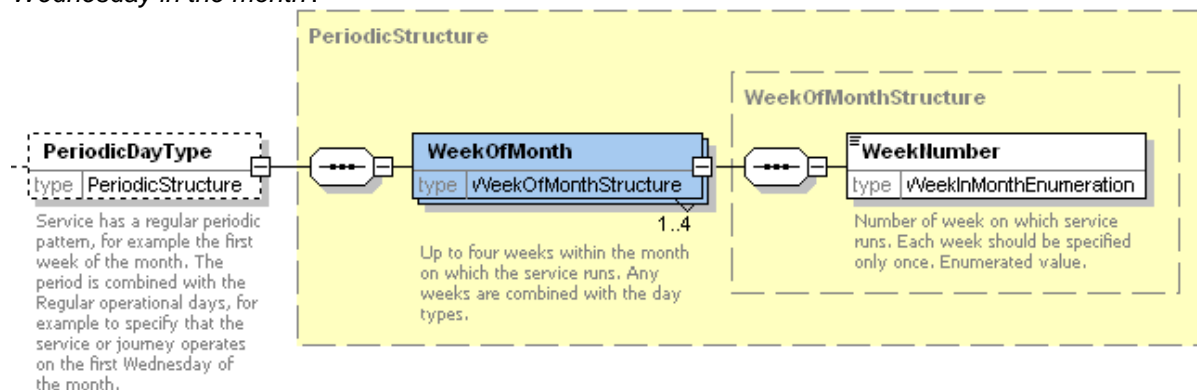 Wednesday in the month'.
PeriodicStructure
WeekOfMonthStructure
PeriodicDayType
type PeriodicStructure
Service has a regular periodic
pattern, for example the first
week of the month. The
period is combined with the
Regular operational days, for
example to specify that the
service or journey operates
on the first Wednesday of
the month.
WeekOfMonth
type WeekOfMonthStructure
1..4
Up to four weeks within the month
on which the service runs. Any
weeks are combined with the day
types.
WeekNumber
type WeekInMonthEnumeration
Number of week on which service
runs. Each week should be specified
only once. Enumerated value.